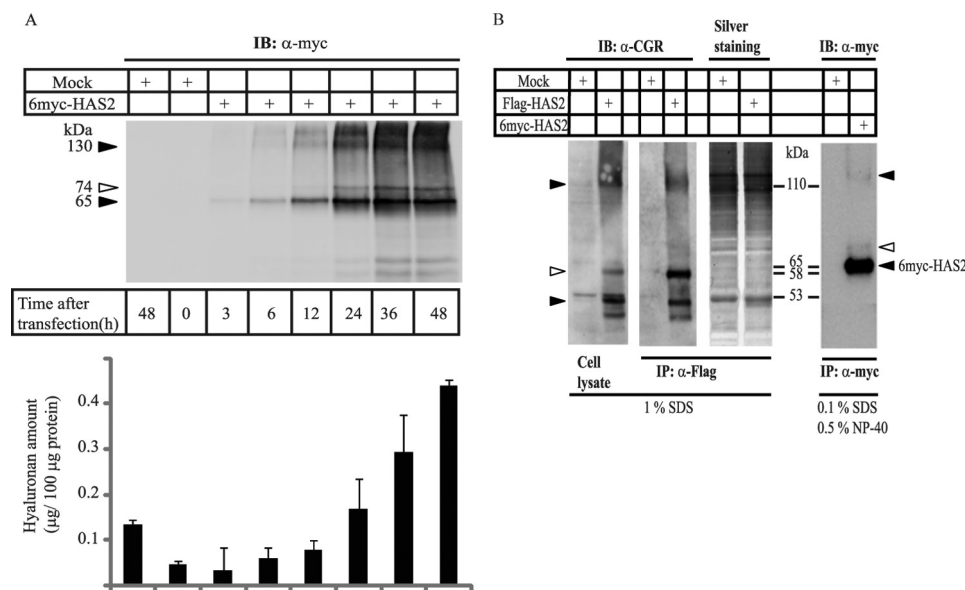 A
IB: α-myc
Mock + +
6myc-HAS2 + + + + + +
kDa
130
74
65
Time after
transfection(h)
48 0 3 6 12 24 36 48
Hyaluronan amount
(μg/ 100 μg protein)
0.4
0.3
0.2
0.1
B
IB: α-CGR
Silver
staining
IB: α-myc
Mock + + + +
Flag-HAS2 + + +
6myc-HAS2 +
kDa
110
65
58
53
6myc-HAS2
Cell
lysate
IP: α-Flag
IP: α-myc
1 % SDS
0.1 % SDS
0.5 % NP-40